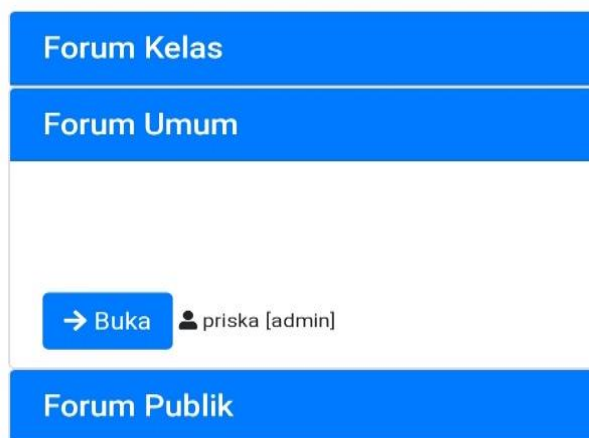 Forum Kelas
Forum Umum
Buka priska [admin]
Forum Publik